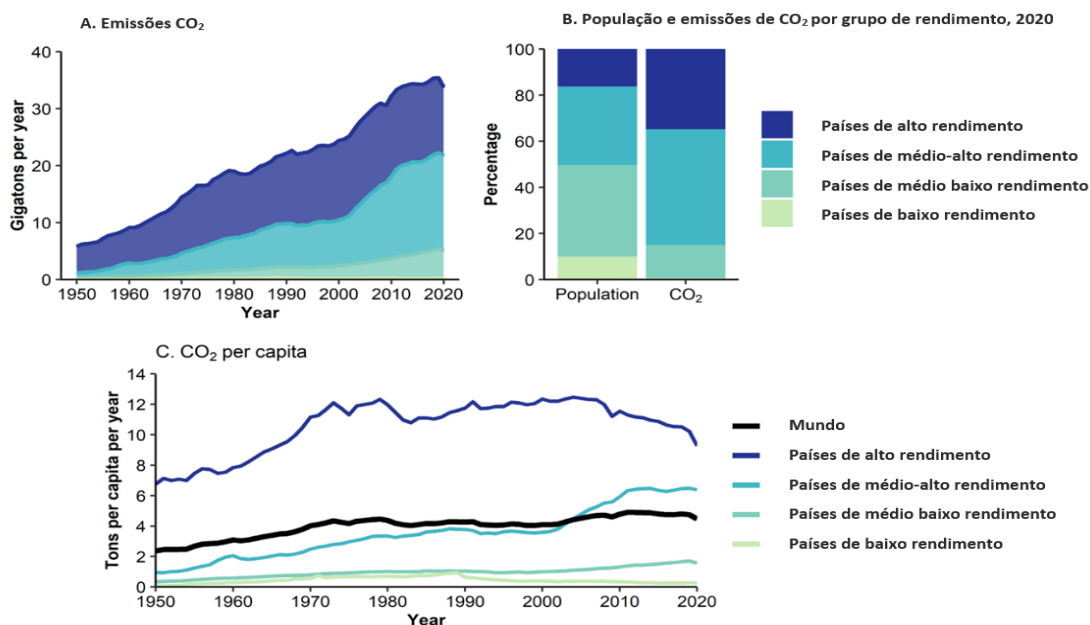 A. Emissões CO₂
Gigatons per year
40
30
20
10
0
1950 1960 1970 1980 1990 2000 2010 2020
Year
B. População e emissões de CO₂ por grupo de rendimento, 2020
Percentage
100
80
60
40
20
0
Population CO₂
Países de alto rendimento
Países de médio-alto rendimento
Países de médio baixo rendimento
Países de baixo rendimento
C. CO₂ per capita
Tons per capita per year
14
12
10
8
6
4
2
0
1950 1960 1970 1980 1990 2000 2010 2020
Year
Mundo
Países de alto rendimento
Países de médio-alto rendimento
Países de médio baixo rendimento
Países de baixo rendimento